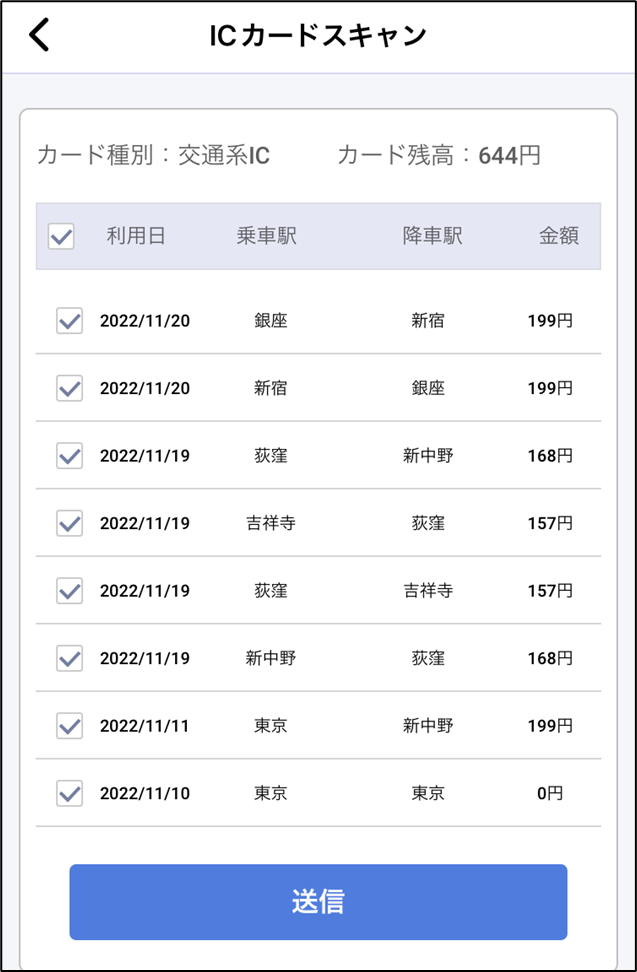 ICカードスキャン
カード種別：交通系IC カード残高：644円
利用日 乗車駅 降車駅 金額
2022/11/20 銀座 新宿 199円
2022/11/20 新宿 銀座 199円
2022/11/19 荻窪 新中野 168円
2022/11/19 吉祥寺 荻窪 157円
2022/11/19 荻窪 吉祥寺 157円
2022/11/19 新中野 荻窪 168円
2022/11/11 東京 新中野 199円
2022/11/10 東京 東京 0円
送信